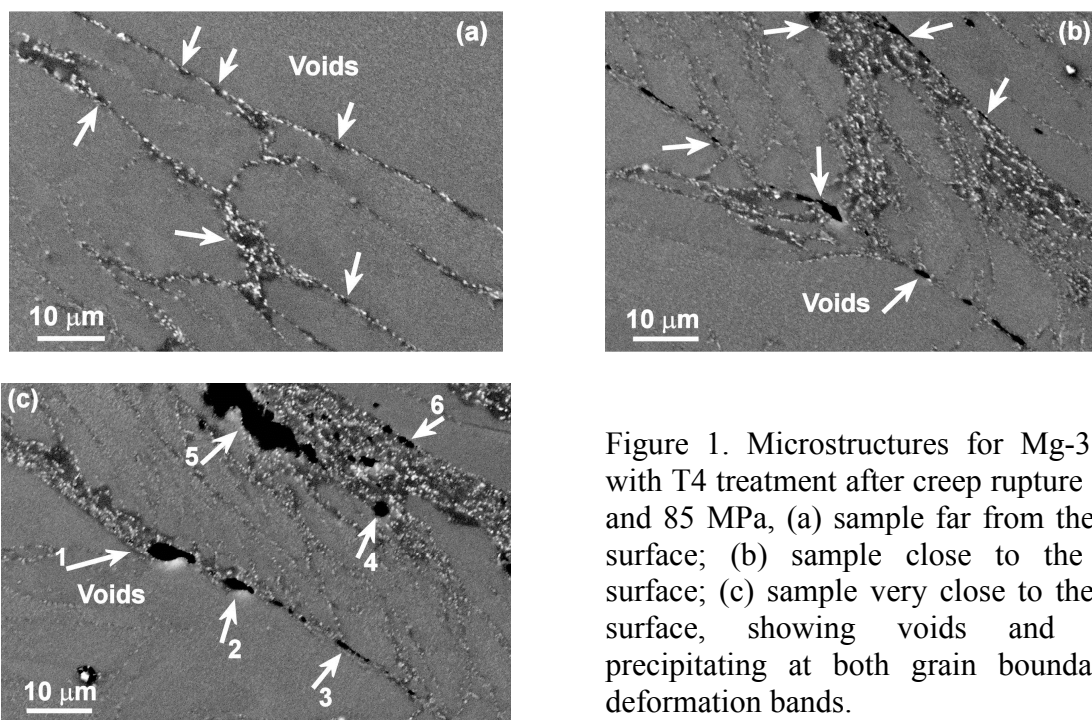 (a)
Voids
10 μm
(b)
Voids
10 μm
(c)
1
Voids
2
3
4
5
6
10 μm
Figure 1. Microstructures for Mg-3
with T4 treatment after creep rupture
and 85 MPa, (a) sample far from the
surface; (b) sample close to the
surface; (c) sample very close to the
surface, showing voids and
precipitating at both grain bounda
deformation bands.